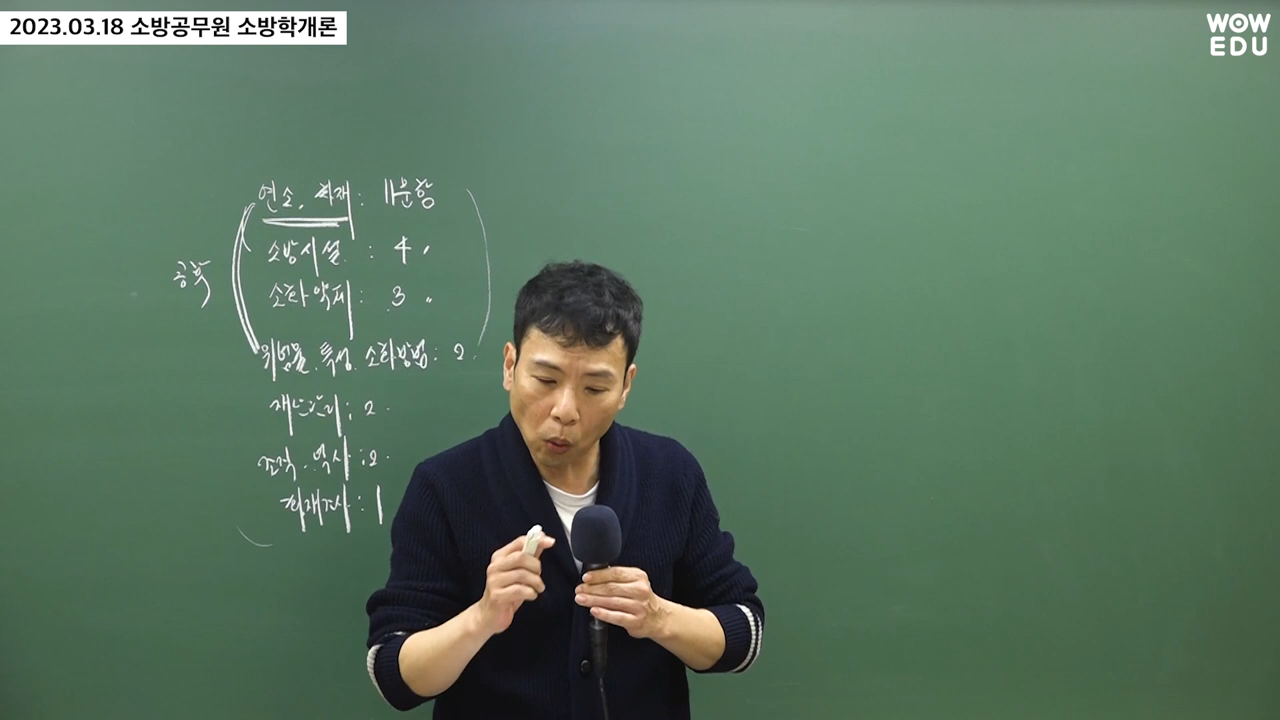 2023.03.18 소방공무원 소방학개론
WOW
EDU
연소, 화재 : 11문항
소방시설 : 4 〃
공부
소화약제 : 3 〃
위험물, 특성, 소화방법 : 2
재난관리 : 2
조직, 역사 : 2
화재조사 : 1